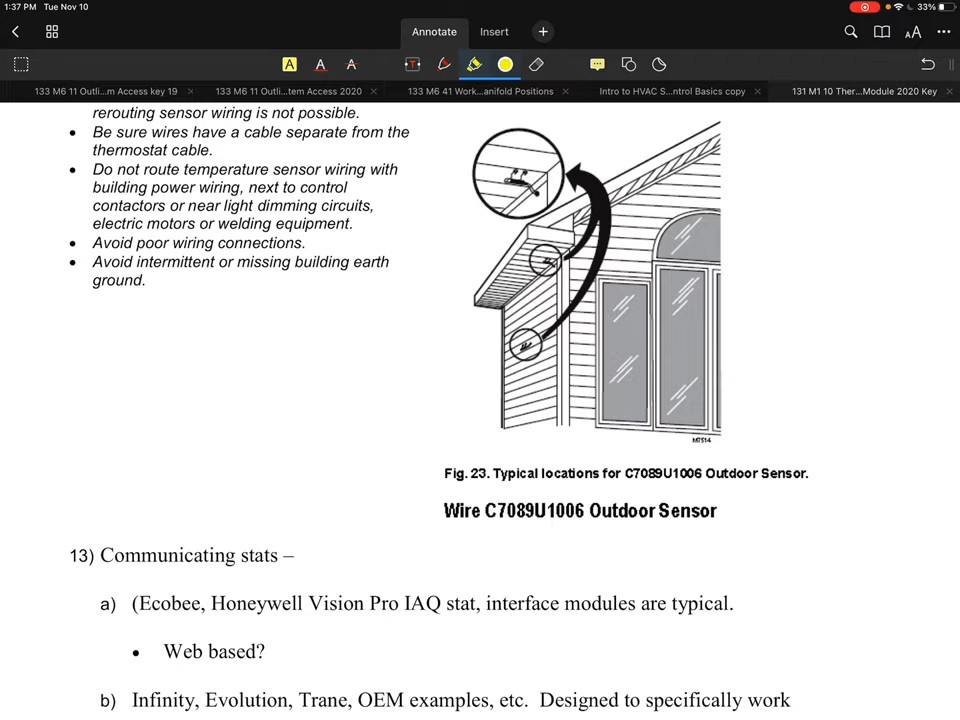 1:37 PM Tue Nov 10
33%
Annotate Insert
A A A T
AA
133 M6 11 Outli...m Access key 19
133 M6 11 Outli...tem Access 2020
133 M6 41 Work...anifold Positions
Intro to HVAC S...ntrol Basics copy
131 M1 10 Ther...Module 2020 Key
rerouting sensor wiring is not possible.
• Be sure wires have a cable separate from the
thermostat cable.
• Do not route temperature sensor wiring with
building power wiring, next to control
contactors or near light dimming circuits,
electric motors or welding equipment.
• Avoid poor wiring connections.
• Avoid intermittent or missing building earth
ground.
M7514
Fig. 23. Typical locations for C7089U1006 Outdoor Sensor.
Wire C7089U1006 Outdoor Sensor
13) Communicating stats –
a) (Ecobee, Honeywell Vision Pro IAQ stat, interface modules are typical.
• Web based?
b) Infinity, Evolution, Trane, OEM examples, etc. Designed to specifically work